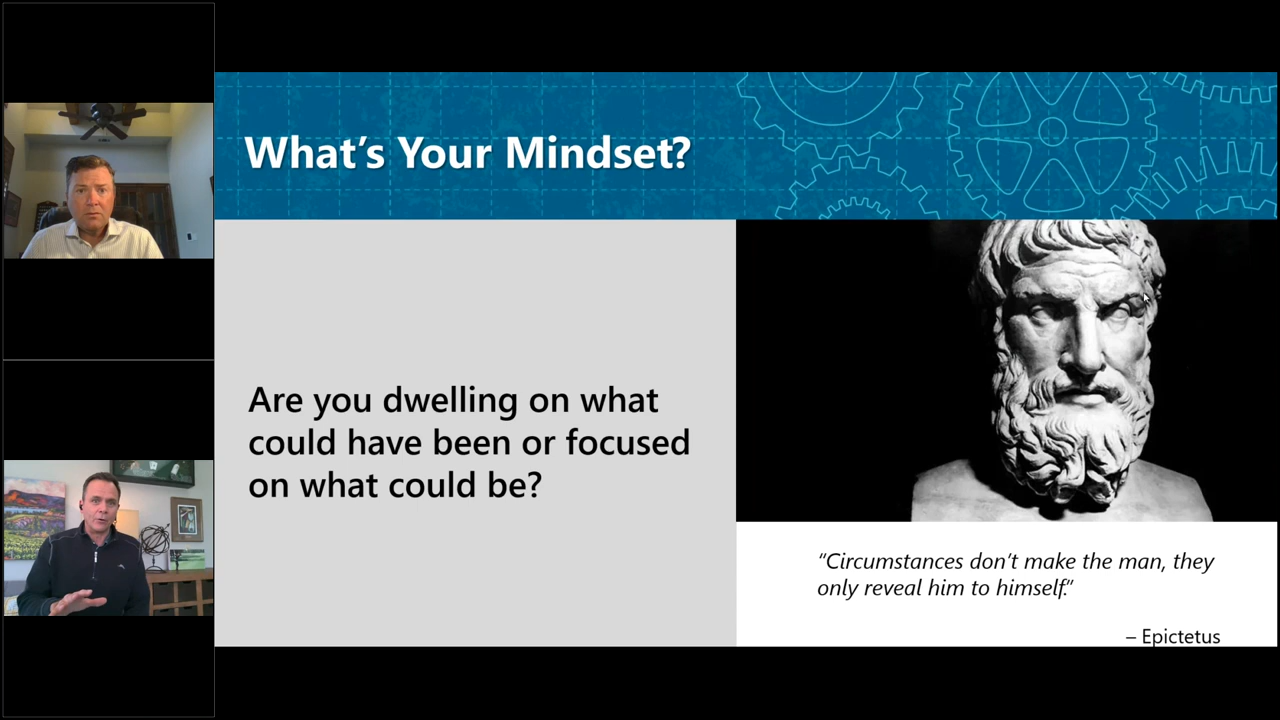 What's Your Mindset?
Are you dwelling on what
could have been or focused
on what could be?
“Circumstances don't make the man, they
only reveal him to himself.”
– Epictetus